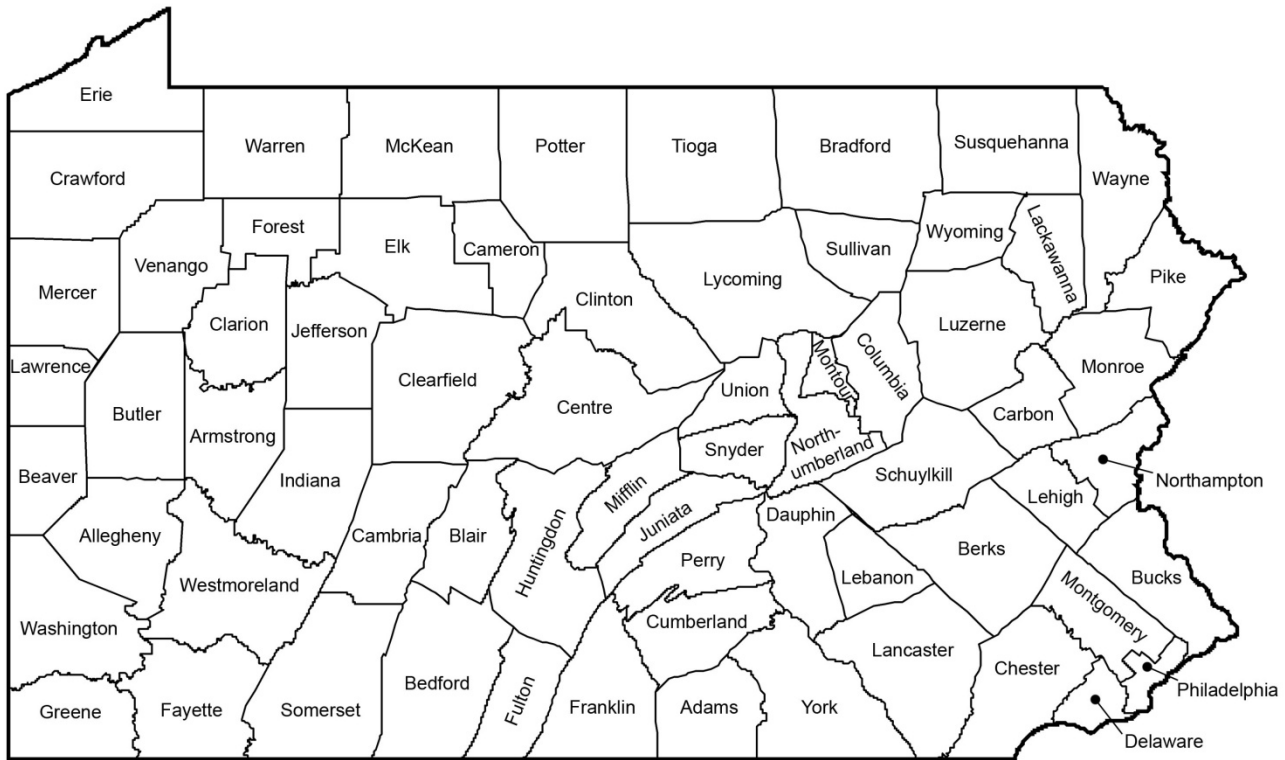 Erie
Warren
McKean
Potter
Tioga
Bradford
Susquehanna
Wayne
Crawford
Forest
Elk
Cameron
Sullivan
Wyoming
Lackawanna
Venango
Mercer
Clarion
Jefferson
Clinton
Lycoming
Luzerne
Pike
Lawrence
Butler
Armstrong
Clearfield
Centre
Union
Montour
Columbia
Monroe
Carbon
Beaver
Indiana
Snyder
North-
umberland
Schuylkill
Lehigh
Northampton
Allegheny
Westmoreland
Cambria
Blair
Huntingdon
Mifflin
Juniata
Perry
Dauphin
Lebanon
Berks
Bucks
Montgomery
Washington
Cumberland
Lancaster
Chester
Philadelphia
Greene
Fayette
Somerset
Bedford
Fulton
Franklin
Adams
York
Delaware